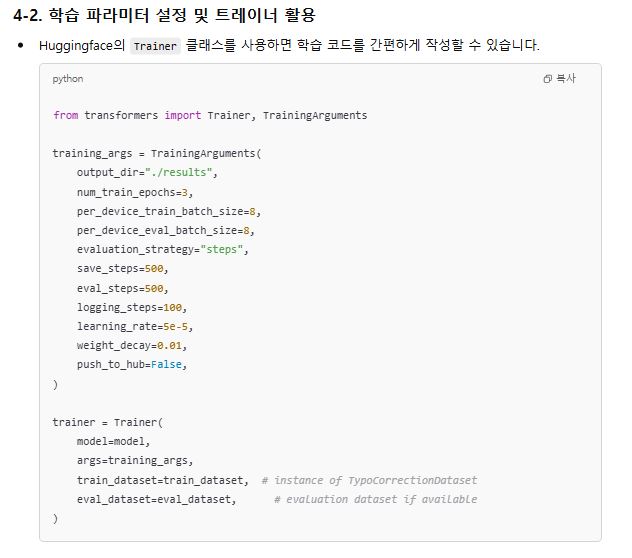 4-2. 학습 파라미터 설정 및 트레이너 활용
• Huggingface의 Trainer 클래스를 사용하면 학습 코드를 간편하게 작성할 수 있습니다.
python 복사
from transformers import Trainer, TrainingArguments
training_args = TrainingArguments(
output_dir="./results",
num_train_epochs=3,
per_device_train_batch_size=8,
per_device_eval_batch_size=8,
evaluation_strategy="steps",
save_steps=500,
eval_steps=500,
logging_steps=100,
learning_rate=5e-5,
weight_decay=0.01,
push_to_hub=False,
)
trainer = Trainer(
model=model,
args=training_args,
train_dataset=train_dataset, # instance of TypoCorrectionDataset
eval_dataset=eval_dataset, # evaluation dataset if available
)